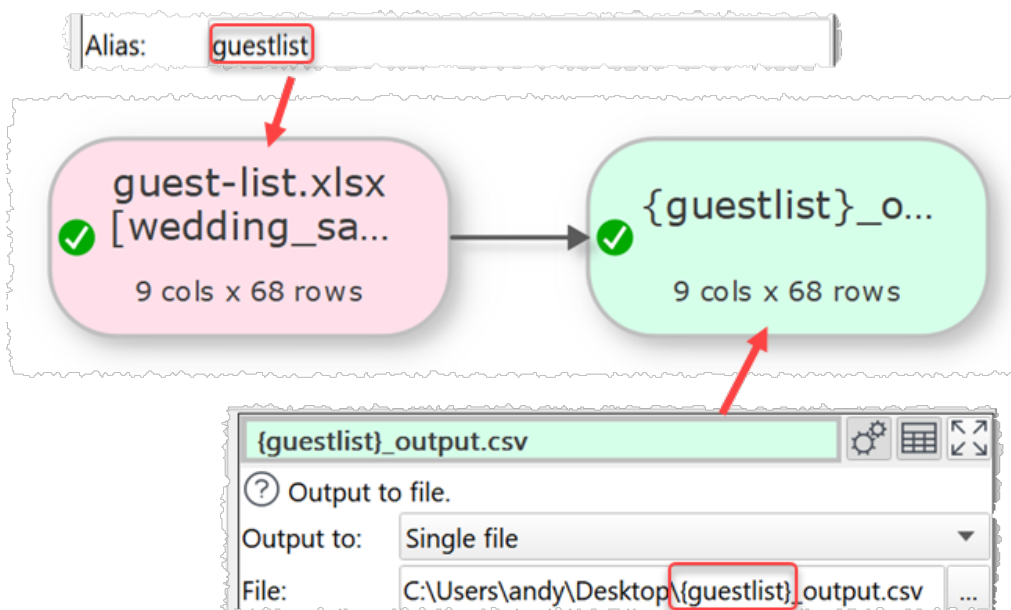 Alias: guestlist
guest-list.xlsx
[wedding_sa...
9 cols x 68 rows
{guestlist}_o...
9 cols x 68 rows
{guestlist}_output.csv
? Output to file.
Output to: Single file
File: C:\Users\andy\Desktop\{guestlist}_output.csv ...